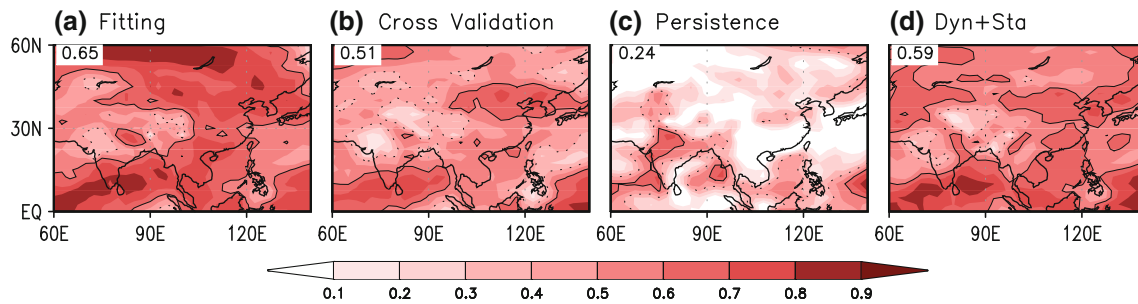 (a) Fitting (b) Cross Validation (c) Persistence (d) Dyn+Sta
60N 0.65 0.51 0.24 0.59
30N
EQ
60E 90E 120E 60E 90E 120E 60E 90E 120E 60E 90E 120E
0.1 0.2 0.3 0.4 0.5 0.6 0.7 0.8 0.9